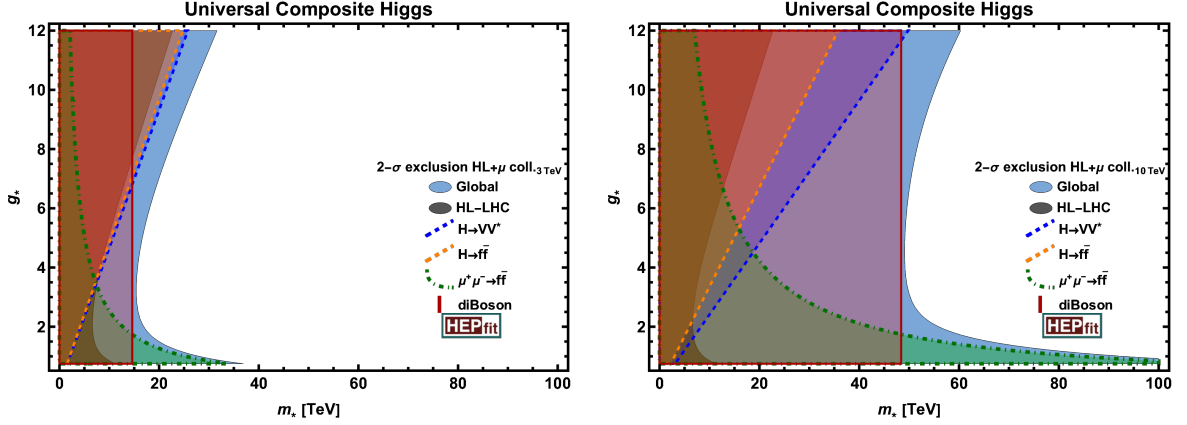 Universal Composite Higgs
12
10
8
6
4
2
g⋆
0
20
40
60
80
100
m⋆ [TeV]
2−σ exclusion HL+μ coll.3 TeV
Global
HL−LHC
H→VV*
H→ff̄
μ⁺μ⁻→ff̄
diBoson
HEPfit
Universal Composite Higgs
12
10
8
6
4
2
g⋆
0
20
40
60
80
100
m⋆ [TeV]
2−σ exclusion HL+μ coll.10 TeV
Global
HL−LHC
H→VV*
H→ff̄
μ⁺μ⁻→ff̄
diBoson
HEPfit